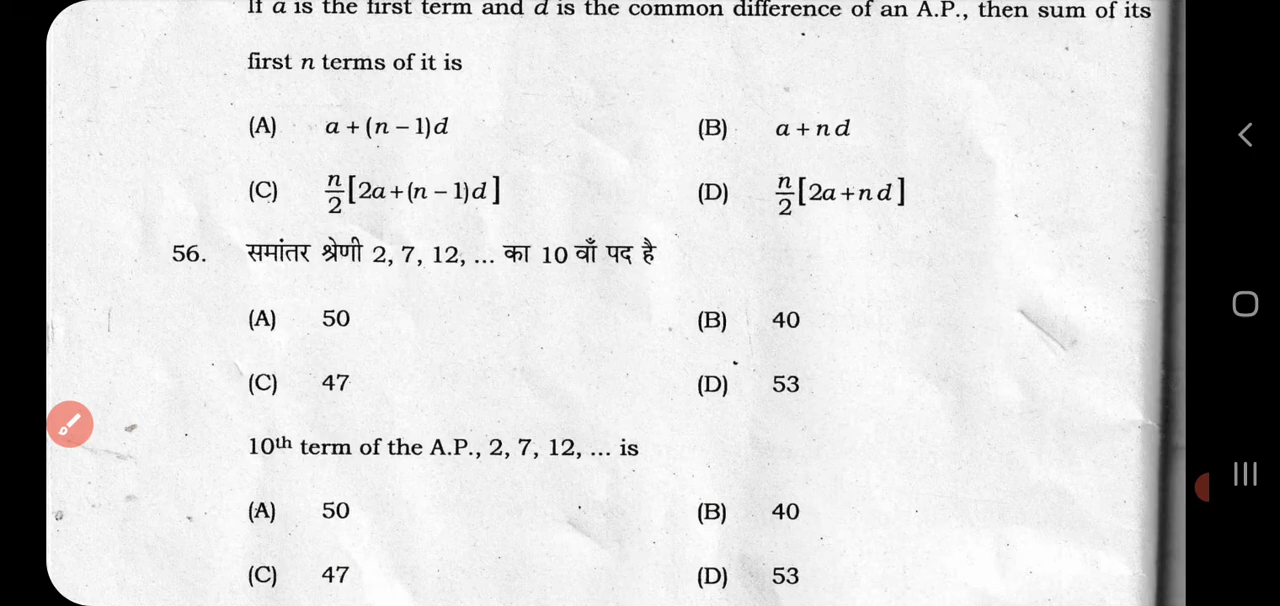 If a is the first term and d is the common difference of an A.P., then sum of its
first n terms of it is
(A) a + (n – 1)d (B) a + n d
(C) n/2 [2a + (n – 1)d] (D) n/2 [2a + n d]
56. समांतर श्रेणी 2, 7, 12, ... का 10 वाँ पद है
(A) 50 (B) 40
(C) 47 (D) 53
10th term of the A.P., 2, 7, 12, ... is
(A) 50 (B) 40
(C) 47 (D) 53